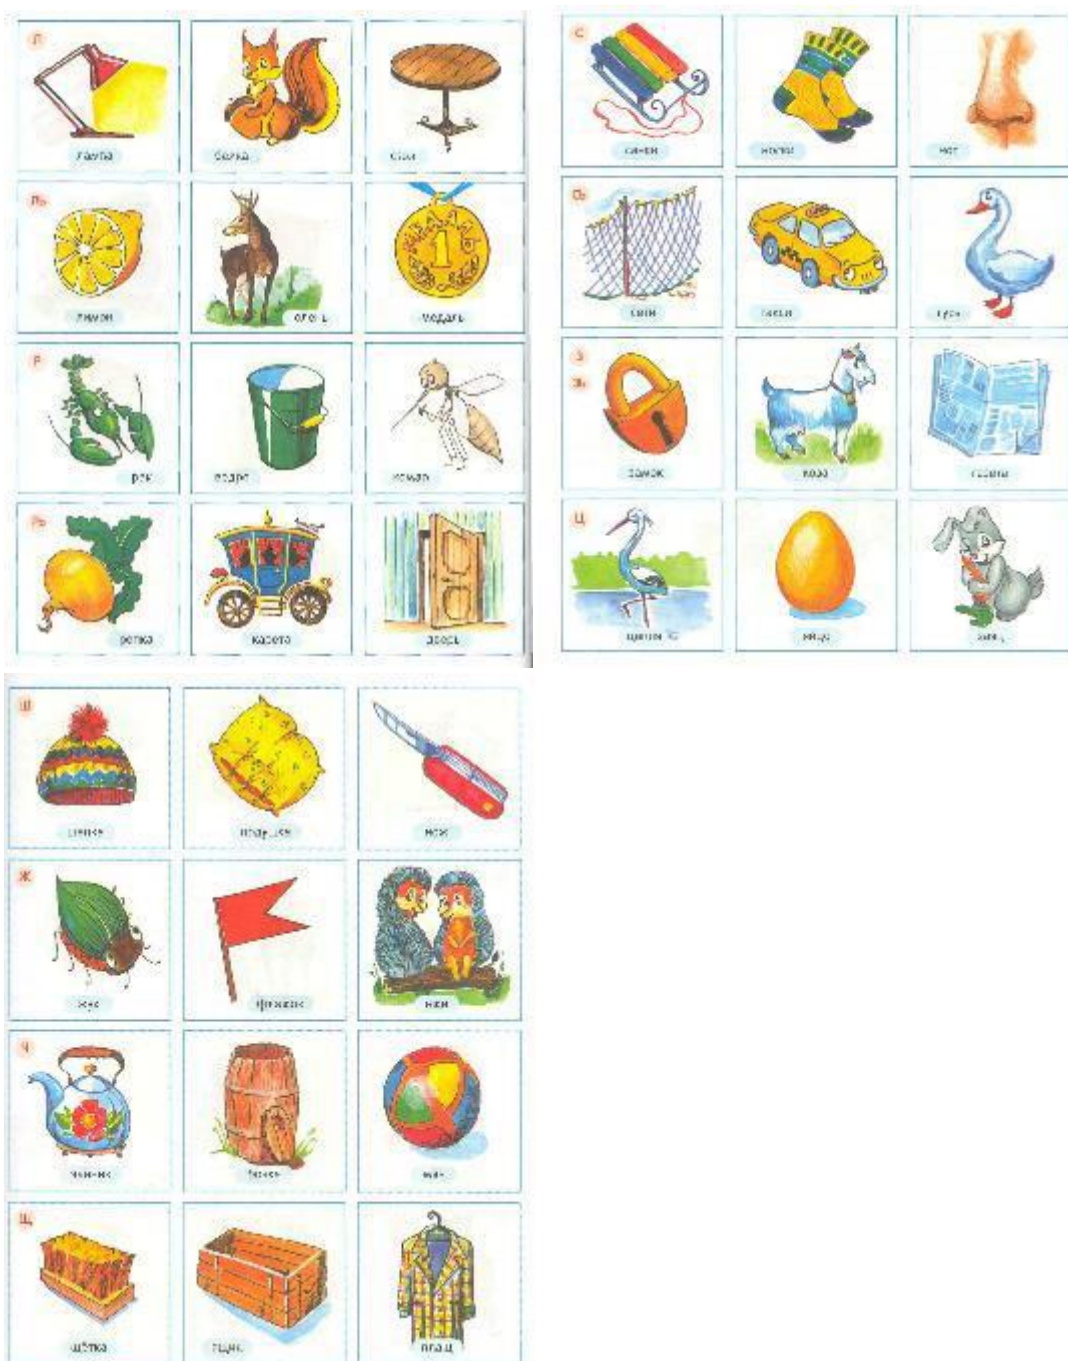 Л
лампа белка стол
Ль
лимон олень медаль
Р
рак ведро комар
Рь
репка карета дверь
С
санки носки нос
Сь
сети такси гусь
З
Зь
замок коза газета
Ц
цапля яйцо заяц
Ш
шапка подушка нож
Ж
жук флажок ежи
Ч
чайник бочка мяч
Щ
щётка ящик плащ